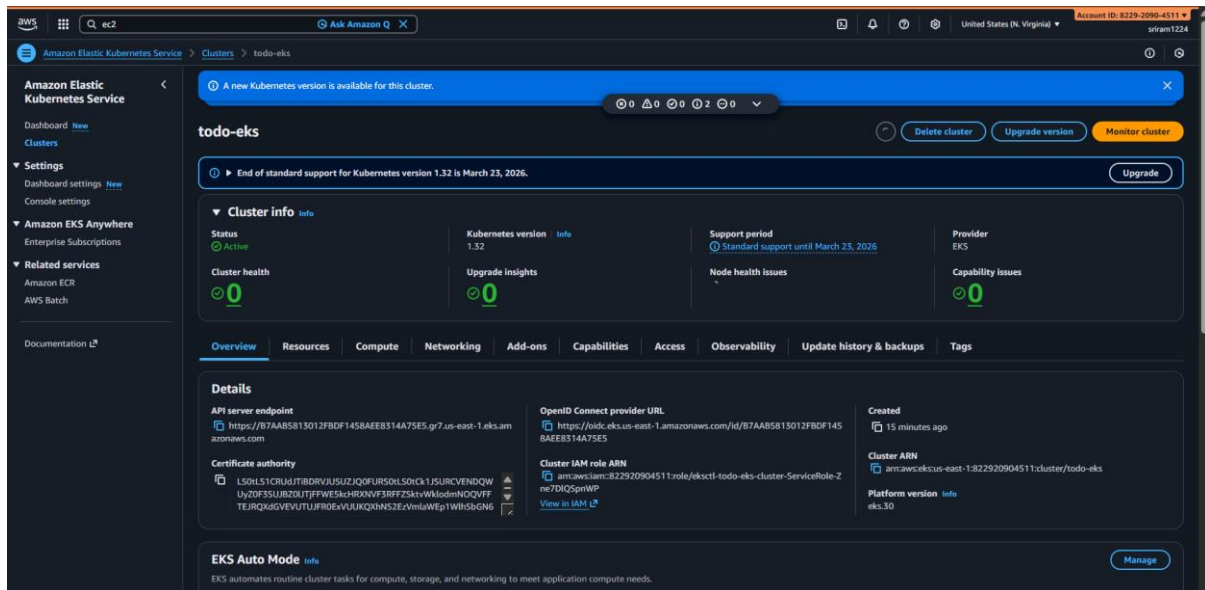 aws
ec2
Ask Amazon Q
United States (N. Virginia)
Account ID: 8229-2090-4511
sriram1224
Amazon Elastic Kubernetes Service > Clusters > todo-eks
Amazon Elastic
Kubernetes Service
Dashboard New
Clusters
Settings
Dashboard settings New
Console settings
Amazon EKS Anywhere
Enterprise Subscriptions
Related services
Amazon ECR
AWS Batch
Documentation
A new Kubernetes version is available for this cluster.
0 0 0 2 0
todo-eks
Delete cluster
Upgrade version
Monitor cluster
End of standard support for Kubernetes version 1.32 is March 23, 2026.
Upgrade
Cluster info Info
Status
Active
Kubernetes version Info
1.32
Support period
Standard support until March 23, 2026
Provider
EKS
Cluster health
0
Upgrade insights
0
Node health issues
-
Capability issues
0
Overview Resources Compute Networking Add-ons Capabilities Access Observability Update history & backups Tags
Details
API server endpoint
https://B7AAB5813012FBDF1458AEE8314A75E5.gr7.us-east-1.eks.am
azonaws.com
Certificate authority
OpenID Connect provider URL
https://oidc.eks.us-east-1.amazonaws.com/id/B7AAB5813012FBDF145
8AEE8314A75E5
Cluster IAM role ARN
arn:aws:iam::822920904511:role/eksctl-todo-eks-cluster-ServiceRole-Z
ne7DlQSpnWP
View in IAM
Created
15 minutes ago
Cluster ARN
arn:aws:eks:us-east-1:822920904511:cluster/todo-eks
Platform version Info
eks.30
EKS Auto Mode Info
Manage
EKS automates routine cluster tasks for compute, storage, and networking to meet application compute needs.